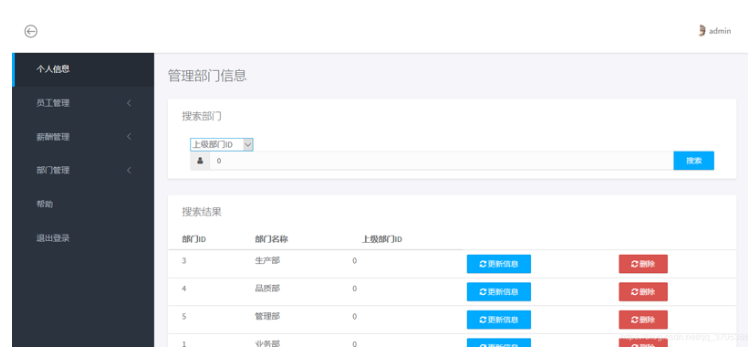 admin
个人信息
管理部门信息
员工管理
搜索部门
薪酬管理
上级部门ID
0
搜索
部门管理
帮助
搜索结果
退出登录
部门ID 部门名称 上级部门ID
3 生产部 0 更新信息 删除
4 品质部 0 更新信息 删除
5 管理部 0 更新信息 删除
1 业务部 0 更新信息 删除